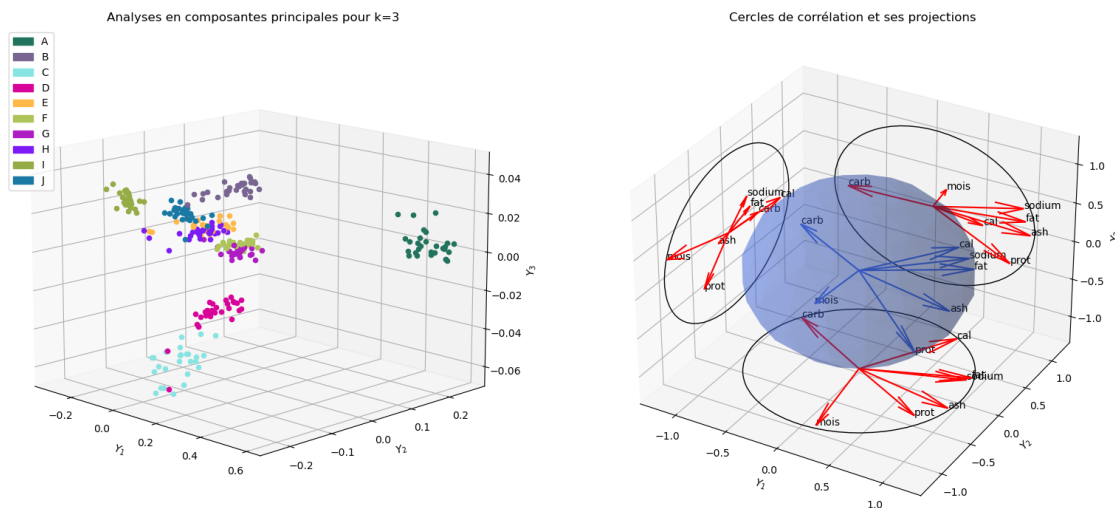 Analyses en composantes principales pour k=3
A
B
C
D
E
F
G
H
I
J
0.04
0.02
0.00
−0.02
−0.04
−0.06
Y3
−0.2
0.0
0.2
0.4
0.6
Y1
−0.2
−0.1
0.0
0.1
0.2
Y2
Cercles de corrélation et ses projections
sodium
fat
cal
carb
ash
mois
prot
carb
mois
sodium
cal
fat
ash
prot
carb
cal
sodium
fat
mois
ash
prot
carb
cal
fat
sodium
ash
prot
mois
1.0
0.5
0.0
−0.5
−1.0
−1.0
−0.5
0.0
0.5
1.0
Y1
−1.0
−0.5
0.0
0.5
1.0
Y2